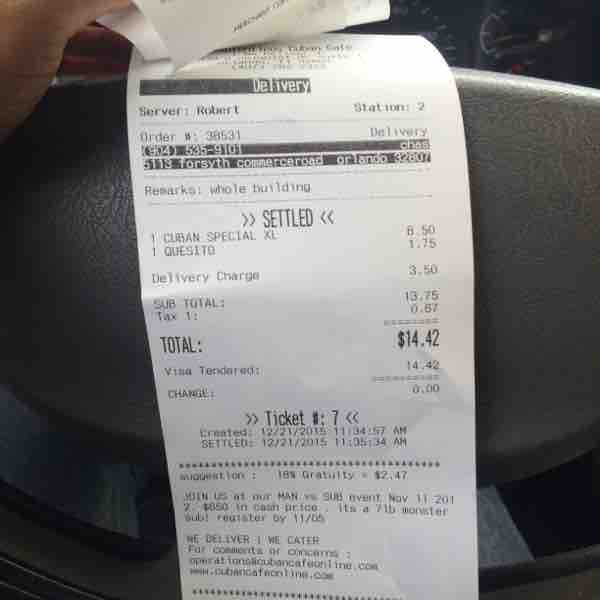 Cuban Cafe
Delivery
Server: Robert Station: 2
Order #: 38531 Delivery
(904) 535-9101 chas
5113 forsyth commerceroad orlando 32807
Remarks: whole building
>> SETTLED <<
1 CUBAN SPECIAL XL 8.50
1 QUESITO 1.75
Delivery Charge 3.50
SUB TOTAL: 13.75
Tax 1: 0.67
TOTAL: $14.42
Visa Tendered: 14.42
CHANGE: 0.00
>> Ticket #: 7 <<
Created: 12/21/2015 11:34:57 AM
SETTLED: 12/21/2015 11:35:34 AM
suggestion : 18% Gratuity = $2.47
JOIN US at our MAN vs SUB event Nov 11 201
2. $650 in cash price . its a 7lb monster
sub! register by 11/05
WE DELIVER | WE CATER
For comments or concerns :
operations@cubancafeonline.com
www.cubancafeonline.com